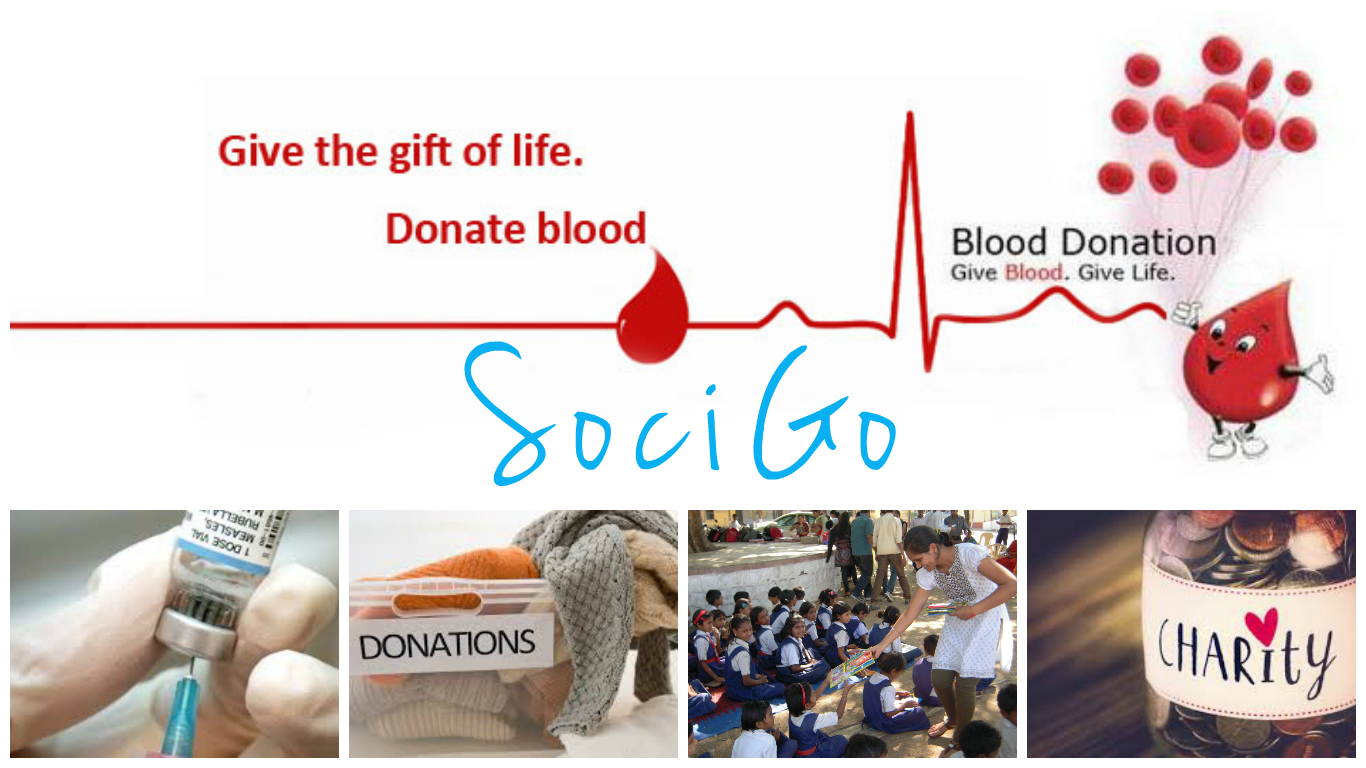 Give the gift of life.
Donate blood
Blood Donation
Give Blood. Give Life.
SociGo
1 DOSE VIAL
MEASLES,
DONATIONS
CHARity